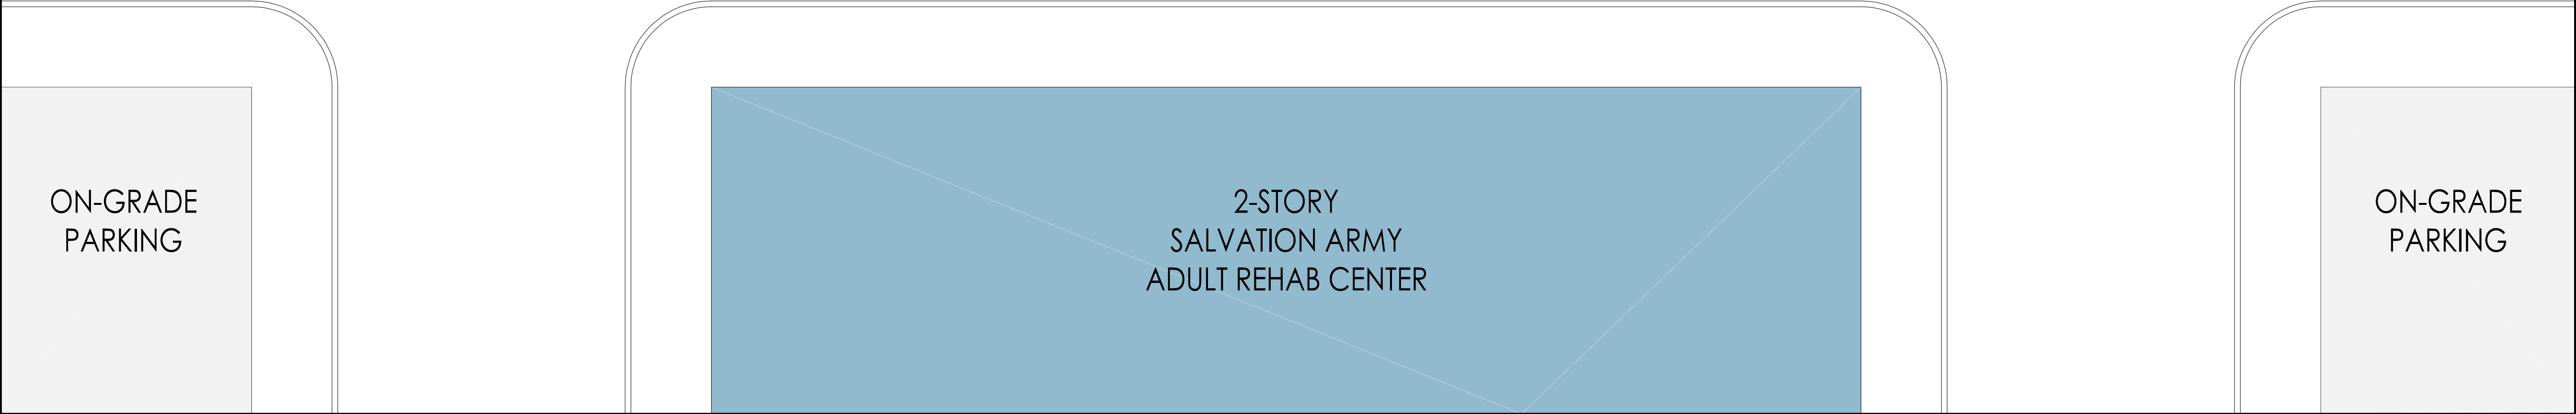 ON-GRADE
PARKING
2-STORY
SALVATION ARMY
ADULT REHAB CENTER
ON-GRADE
PARKING